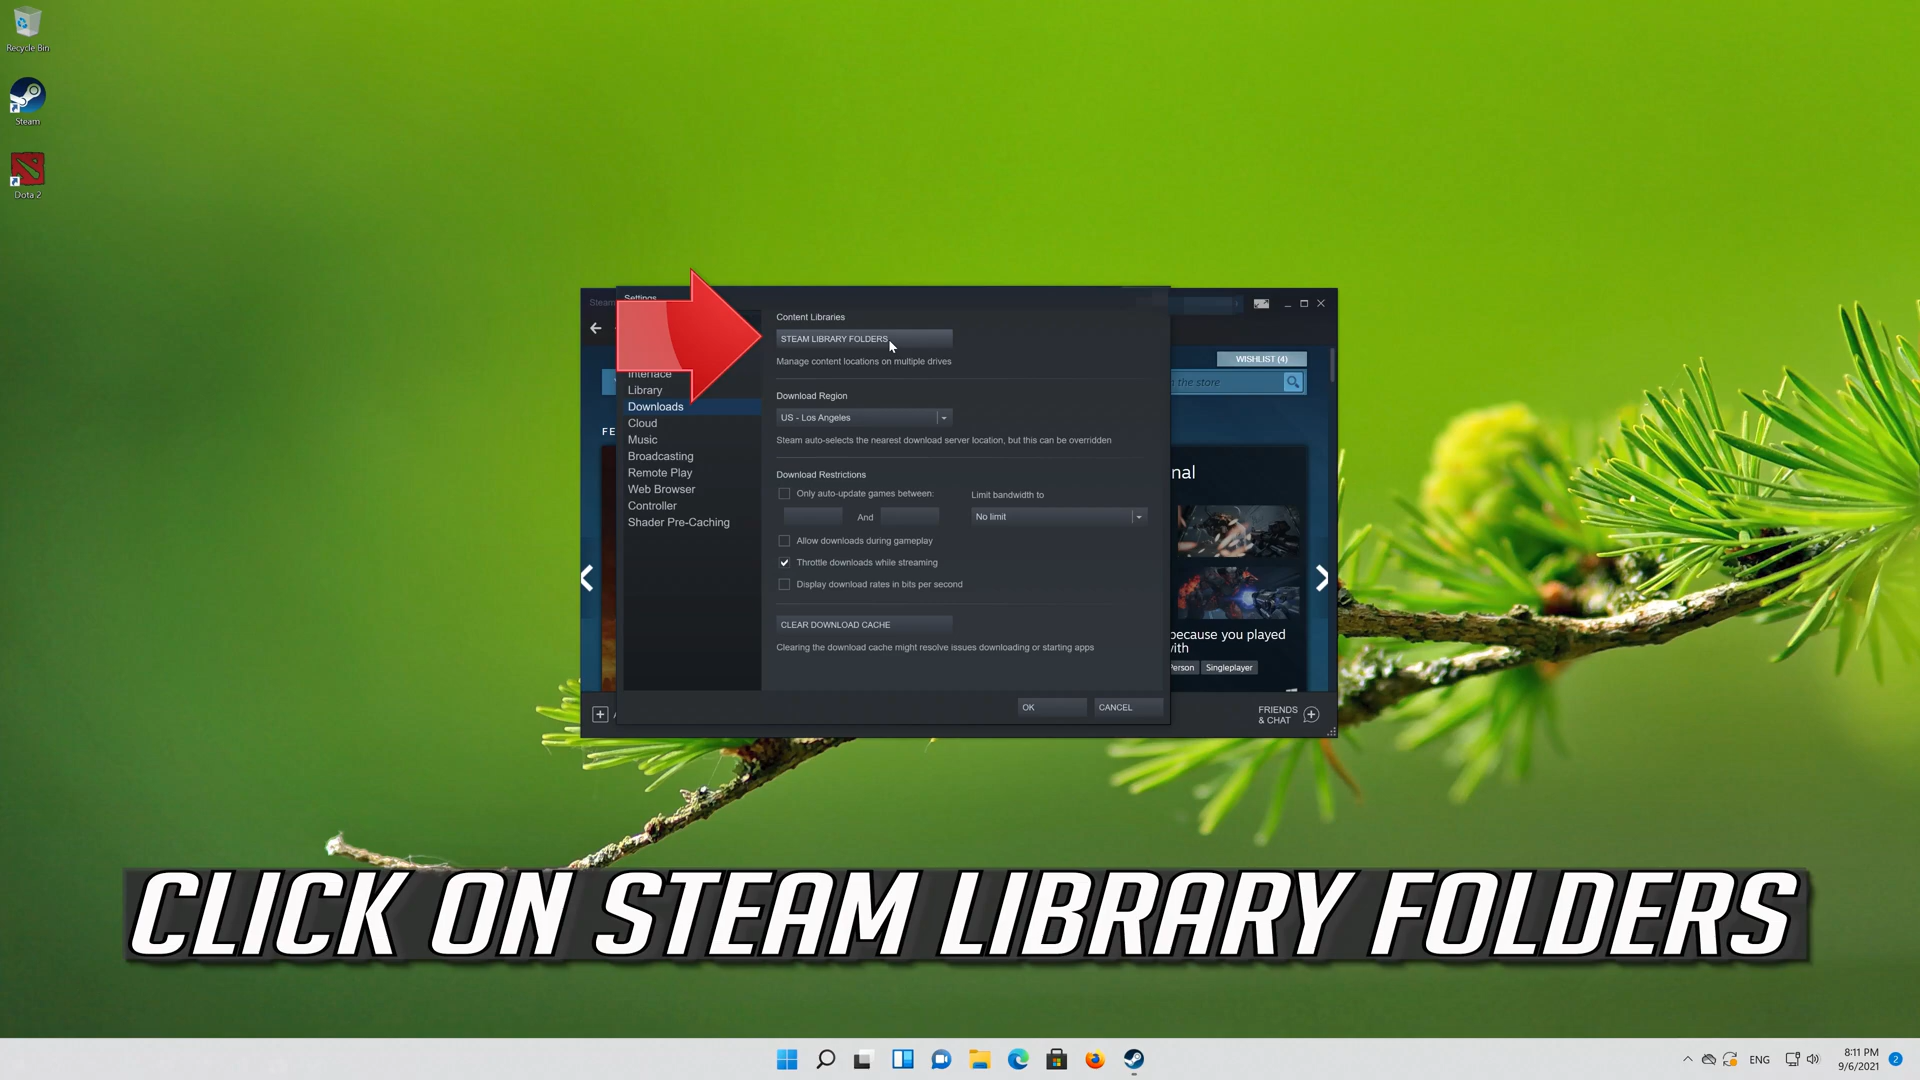 Recycle Bin
Steam
Dota 2
Steam
Settings
Content Libraries
STEAM LIBRARY FOLDERS
Manage content locations on multiple drives
WISHLIST (4)
the store
Interface
Library
Downloads
Cloud
Music
Broadcasting
Remote Play
Web Browser
Controller
Shader Pre-Caching
FE
Download Region
US - Los Angeles
Steam auto-selects the nearest download server location, but this can be overridden
Download Restrictions
Only auto-update games between:
And
Limit bandwidth to
No limit
Allow downloads during gameplay
Throttle downloads while streaming
Display download rates in bits per second
CLEAR DOWNLOAD CACHE
Clearing the download cache might resolve issues downloading or starting apps
OK
CANCEL
nal
because you played
with
Person
Singleplayer
FRIENDS
& CHAT
CLICK ON STEAM LIBRARY FOLDERS
ENG
8:11 PM
9/6/2021
2